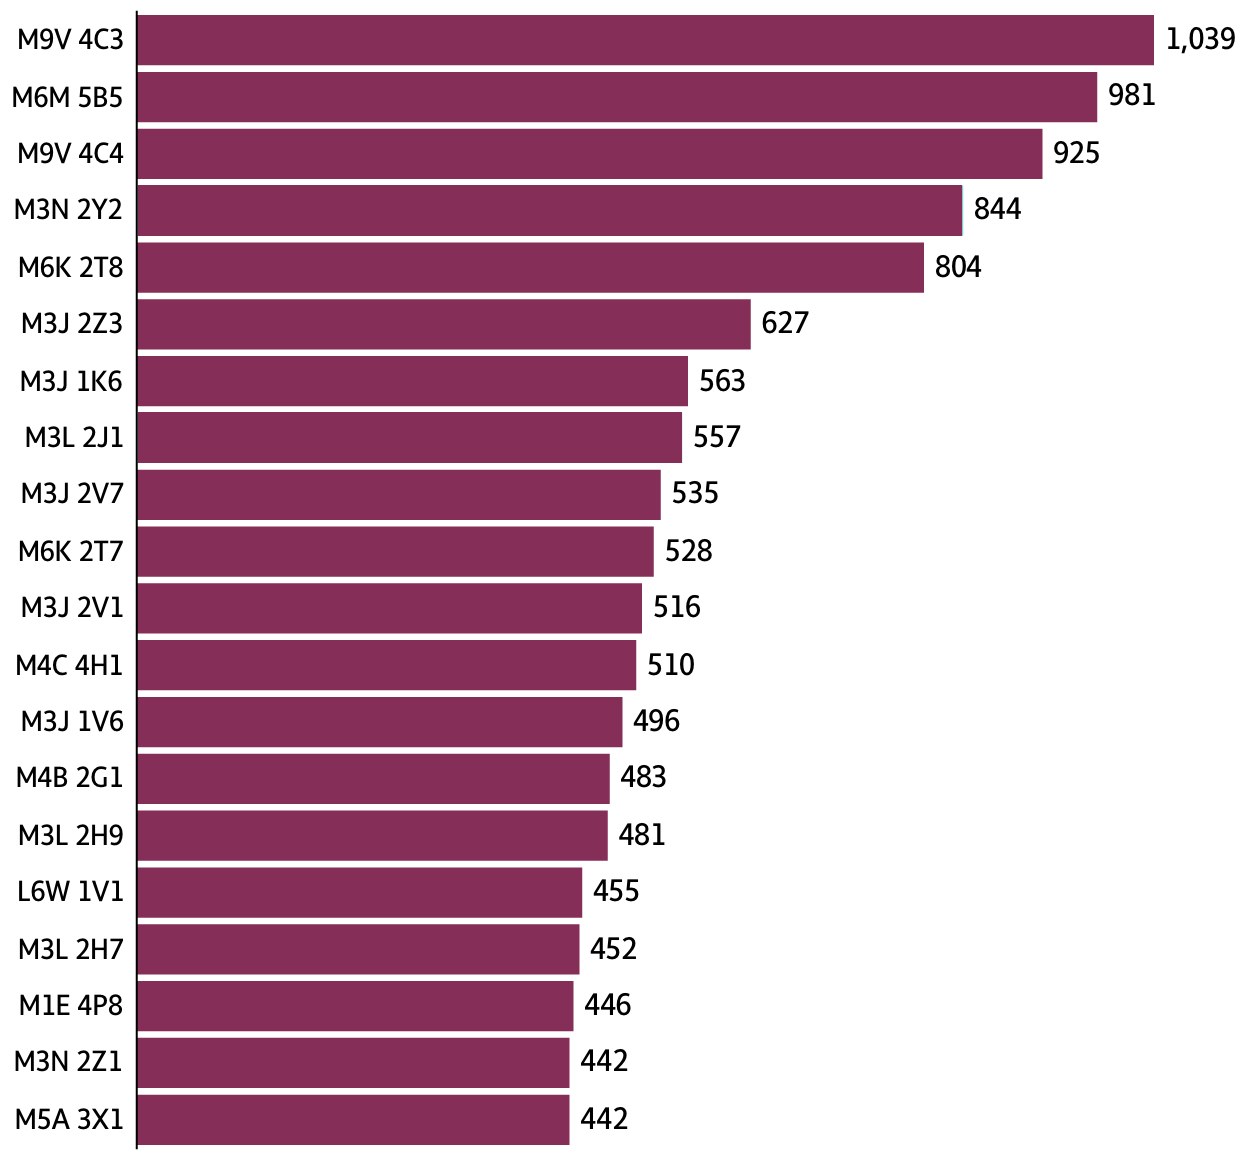 M9V 4C3 1,039
M6M 5B5 981
M9V 4C4 925
M3N 2Y2 844
M6K 2T8 804
M3J 2Z3 627
M3J 1K6 563
M3L 2J1 557
M3J 2V7 535
M6K 2T7 528
M3J 2V1 516
M4C 4H1 510
M3J 1V6 496
M4B 2G1 483
M3L 2H9 481
L6W 1V1 455
M3L 2H7 452
M1E 4P8 446
M3N 2Z1 442
M5A 3X1 442